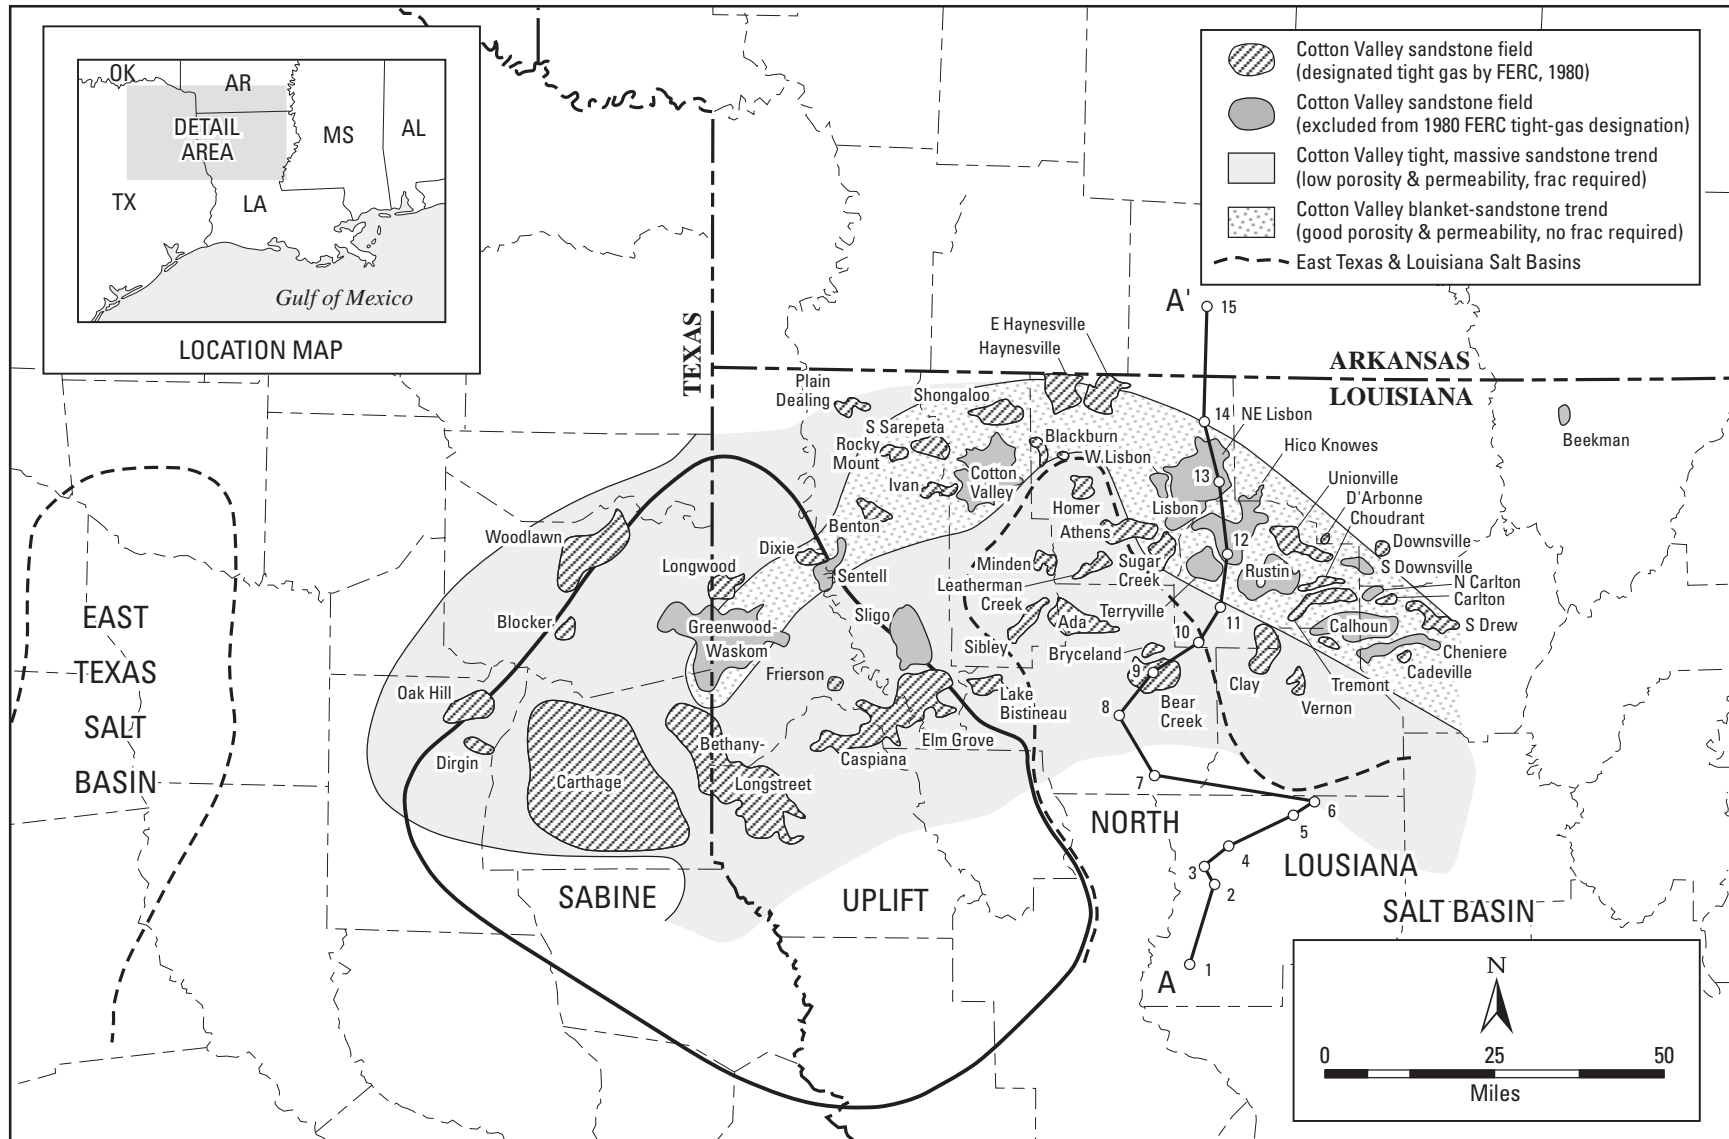 OK
AR
DETAIL
AREA
MS
AL
TX
LA
Gulf of Mexico
LOCATION MAP
Cotton Valley sandstone field
(designated tight gas by FERC, 1980)
Cotton Valley sandstone field
(excluded from 1980 FERC tight-gas designation)
Cotton Valley tight, massive sandstone trend
(low porosity & permeability, frac required)
Cotton Valley blanket-sandstone trend
(good porosity & permeability, no frac required)
East Texas & Louisiana Salt Basins
A'
15
E Haynesville
Haynesville
TEXAS
ARKANSAS
LOUISIANA
Plain
Dealing
Shongaloo
14
NE Lisbon
S Sarepeta
Rocky
Mount
Blackburn
W.Lisbon
Hico Knowes
Beekman
Cotton
Valley
Ivan
13
Unionville
D'Arbonne
Choudrant
Homer
Lisbon
Benton
Athens
Woodlawn
Dixie
12
Downsville
Longwood
Sentell
Minden
Sugar
Creek
Rustin
S Downsville
Leatherman
Creek
N Carlton
Carlton
Terryville
Blocker
Sligo
Greenwood-
Waskom
Ada
11
Calhoun
S Drew
Sibley
10
Cheniere
Bryceland
Cadeville
Frierson
9
Oak Hill
Lake
Bistineau
Clay
Tremont
Bear
Creek
8
Vernon
Dirgin
Bethany-
Longstreet
Elm Grove
Caspiana
Carthage
7
EAST
TEXAS
SALT
BASIN
6
5
NORTH
4
LOUSIANA
3
2
SABINE
UPLIFT
SALT BASIN
1
A
N
0
25
50
Miles